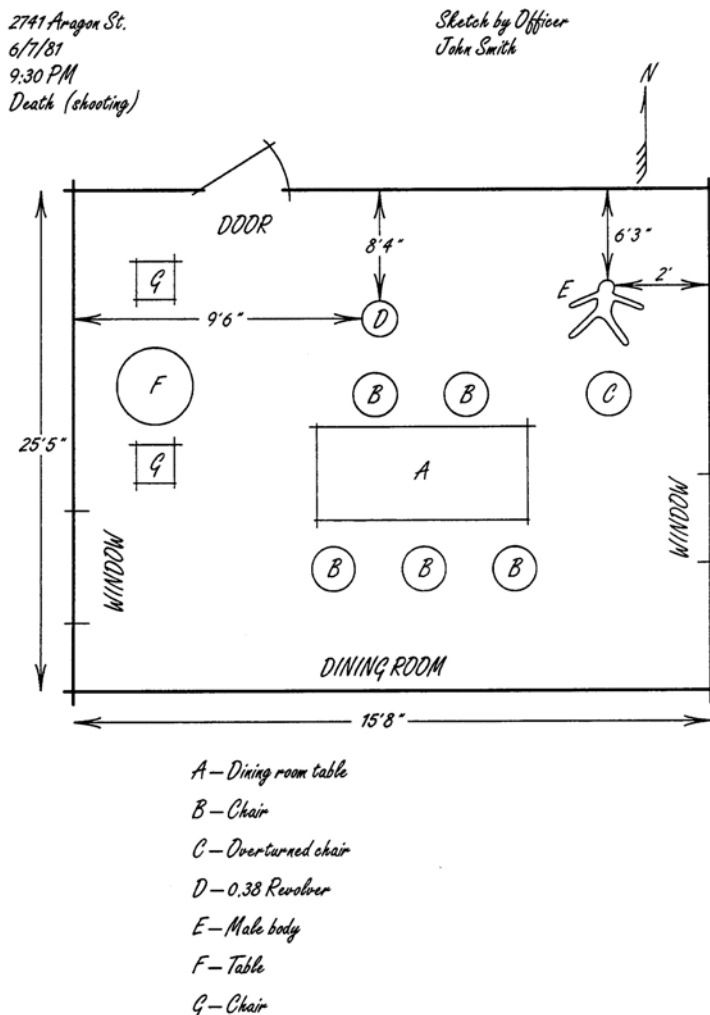 2741 Aragon St.
6/7/81
9:30 PM
Death (shooting)
Sketch by Officer
John Smith
N
DOOR
8'4"
6'3"
G
E
2'
9'6"
D
F
B
B
C
25'5"
G
A
WINDOW
WINDOW
B
B
B
DINING ROOM
15'8"
A – Dining room table
B – Chair
C – Overturned chair
D – 0.38 Revolver
E – Male body
F – Table
G – Chair